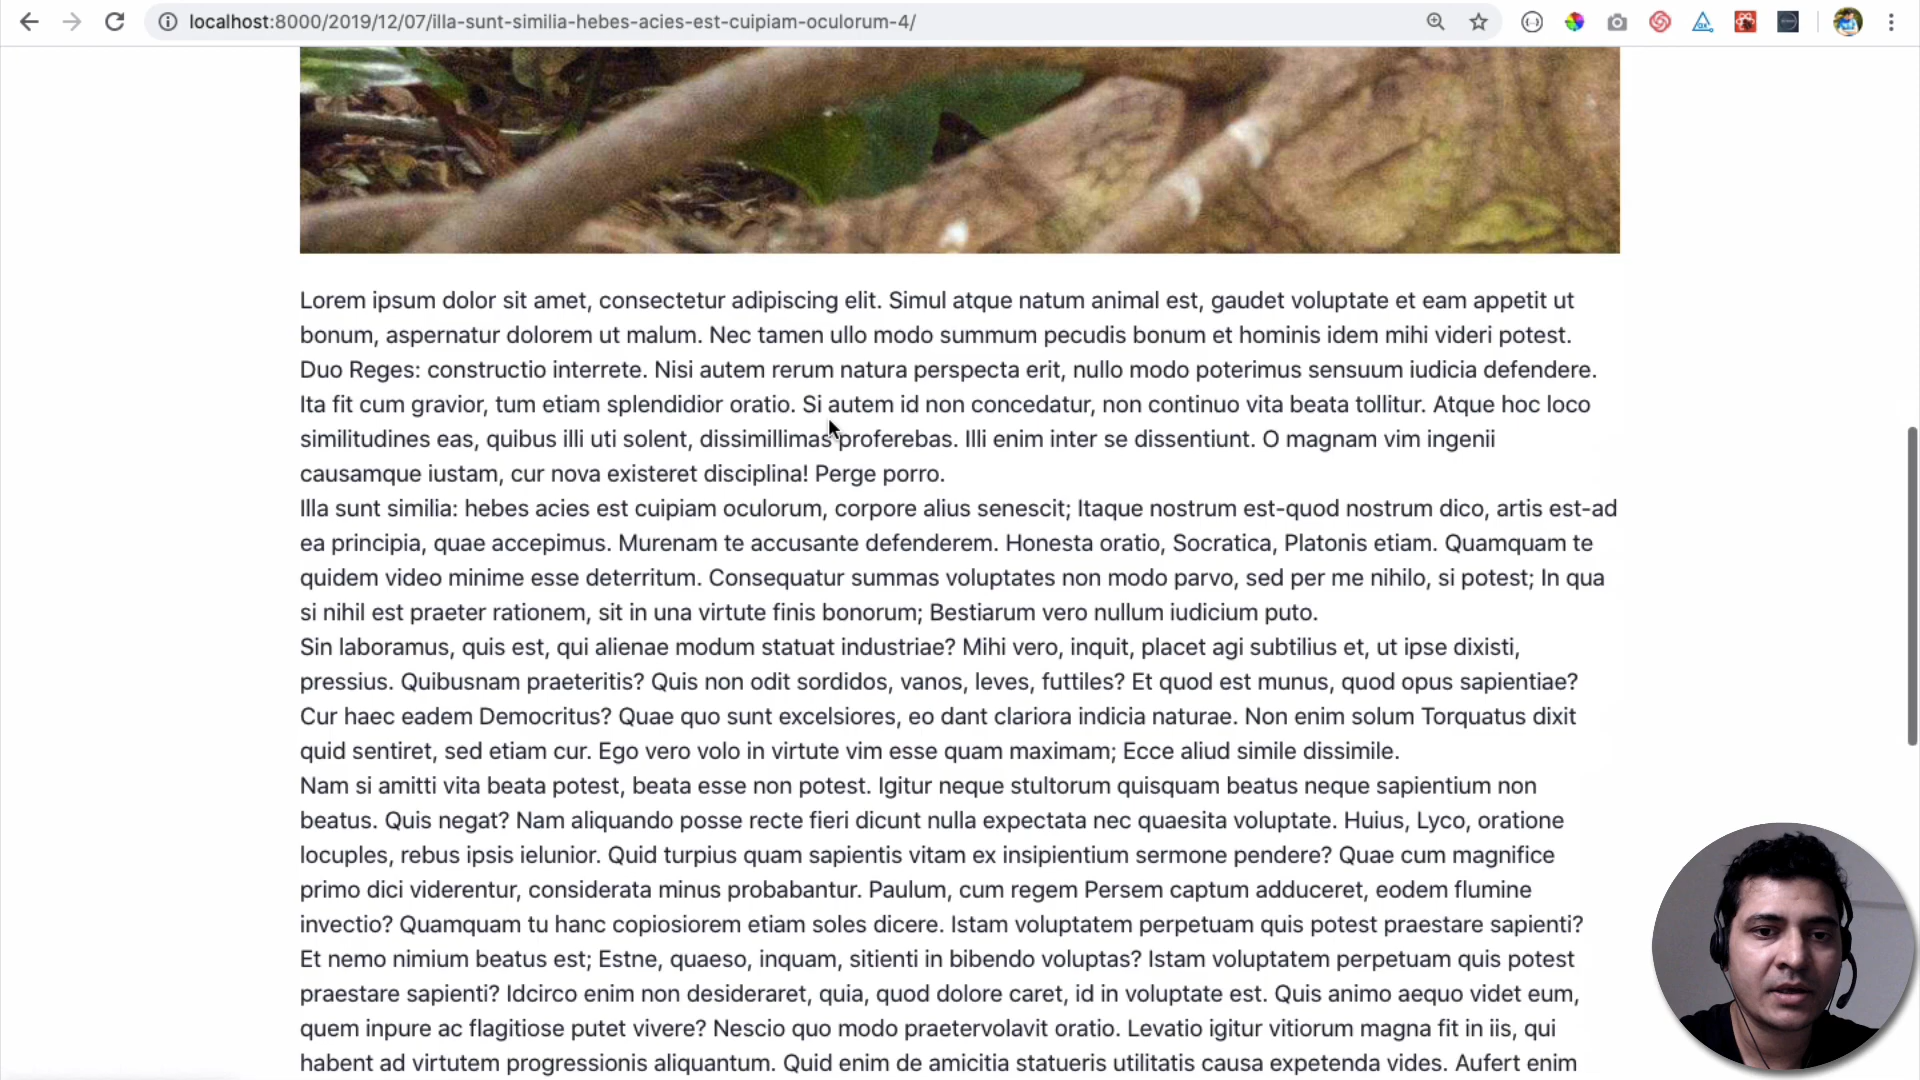 localhost:8000/2019/12/07/illa-sunt-similia-hebes-acies-est-cuipiam-oculorum-4/
Lorem ipsum dolor sit amet, consectetur adipiscing elit. Simul atque natum animal est, gaudet voluptate et eam appetit ut
bonum, aspernatur dolorem ut malum. Nec tamen ullo modo summum pecudis bonum et hominis idem mihi videri potest.
Duo Reges: constructio interrete. Nisi autem rerum natura perspecta erit, nullo modo poterimus sensuum iudicia defendere.
Ita fit cum gravior, tum etiam splendidior oratio. Si autem id non concedatur, non continuo vita beata tollitur. Atque hoc loco
similitudines eas, quibus illi uti solent, dissimillimas proferebas. Illi enim inter se dissentiunt. O magnam vim ingenii
causamque iustam, cur nova existeret disciplina! Perge porro.
Illa sunt similia: hebes acies est cuipiam oculorum, corpore alius senescit; Itaque nostrum est-quod nostrum dico, artis est-ad
ea principia, quae accepimus. Murenam te accusante defenderem. Honesta oratio, Socratica, Platonis etiam. Quamquam te
quidem video minime esse deterritum. Consequatur summas voluptates non modo parvo, sed per me nihilo, si potest; In qua
si nihil est praeter rationem, sit in una virtute finis bonorum; Bestiarum vero nullum iudicium puto.
Sin laboramus, quis est, qui alienae modum statuat industriae? Mihi vero, inquit, placet agi subtilius et, ut ipse dixisti,
pressius. Quibusnam praeteritis? Quis non odit sordidos, vanos, leves, futtiles? Et quod est munus, quod opus sapientiae?
Cur haec eadem Democritus? Quae quo sunt excelsiores, eo dant clariora indicia naturae. Non enim solum Torquatus dixit
quid sentiret, sed etiam cur. Ego vero volo in virtute vim esse quam maximam; Ecce aliud simile dissimile.
Nam si amitti vita beata potest, beata esse non potest. Igitur neque stultorum quisquam beatus neque sapientium non
beatus. Quis negat? Nam aliquando posse recte fieri dicunt nulla expectata nec quaesita voluptate. Huius, Lyco, oratione
locuples, rebus ipsis ielunior. Quid turpius quam sapientis vitam ex insipientium sermone pendere? Quae cum magnifice
primo dici viderentur, considerata minus probabantur. Paulum, cum regem Persem captum adduceret, eodem flumine
invectio? Quamquam tu hanc copiosiorem etiam soles dicere. Istam voluptatem perpetuam quis potest praestare sapienti?
Et nemo nimium beatus est; Estne, quaeso, inquam, sitienti in bibendo voluptas? Istam voluptatem perpetuam quis potest
praestare sapienti? Idcirco enim non desideraret, quia, quod dolore caret, id in voluptate est. Quis animo aequo videt eum,
quem inpure ac flagitiose putet vivere? Nescio quo modo praetervolavit oratio. Levatio igitur vitiorum magna fit in iis, qui
habent ad virtutem progressionis aliquantum. Quid enim de amicitia statueris utilitatis causa expetenda vides. Aufert enim